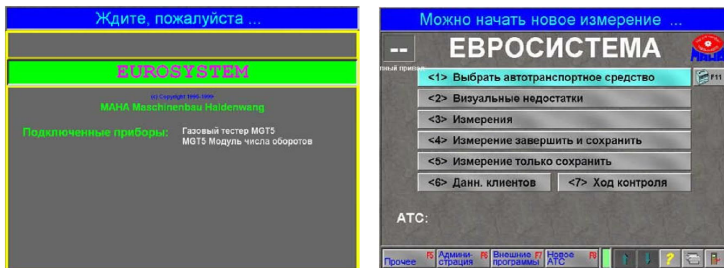 Ждите, пожалуйста ...
EUROSYSTEM
(c) Copyright 1990-1999
MAHA Maschinenbau Haldenwang
Подключенные приборы: Газовый тестер MGT5
MGT5 Модуль числа оборотов
Можно начать новое измерение ...
-- ЕВРОСИСТЕМА МАНА
<1> Выбрать автотранспортное средство F11
<2> Визуальные недостатки
<3> Измерения
<4> Измерение завершить и сохранить
<5> Измерение только сохранить
<6> Данн. клиентов <7> Ход контроля
АТС:
Прочее F5 Админи-страция F6 Внешние программы F7 Новое АТС F8 ?